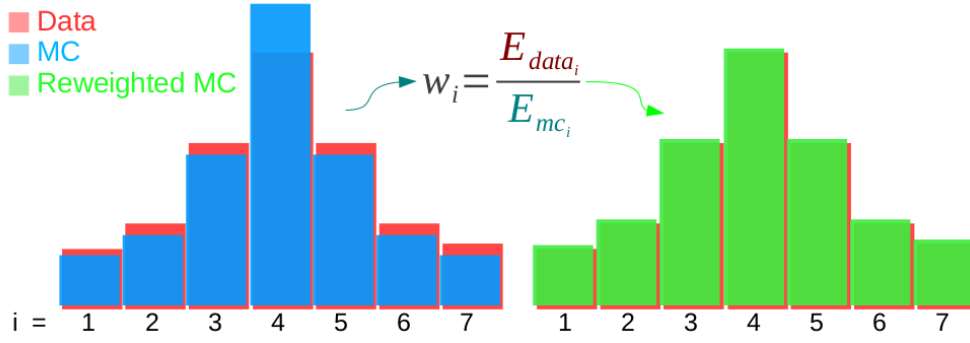 Data
MC
Reweighted MC
w_i = E_data_i / E_mc_i
i = 1 2 3 4 5 6 7 1 2 3 4 5 6 7